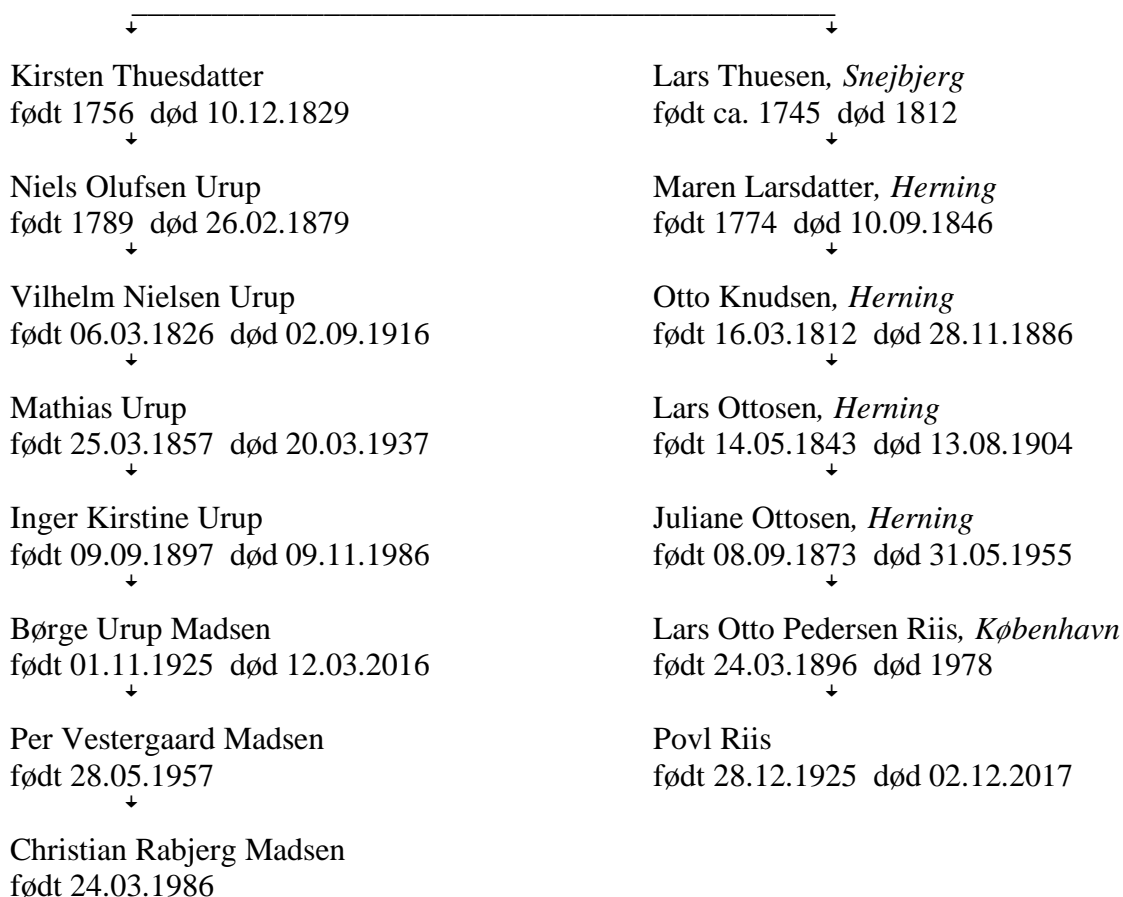 Kirsten Thuesdatter
født 1756 død 10.12.1829
Niels Olufsen Urup
født 1789 død 26.02.1879
Vilhelm Nielsen Urup
født 06.03.1826 død 02.09.1916
Mathias Urup
født 25.03.1857 død 20.03.1937
Inger Kirstine Urup
født 09.09.1897 død 09.11.1986
Børge Urup Madsen
født 01.11.1925 død 12.03.2016
Per Vestergaard Madsen
født 28.05.1957
Christian Rabjerg Madsen
født 24.03.1986
Lars Thuesen, Snejbjerg
født ca. 1745 død 1812
Maren Larsdatter, Herning
født 1774 død 10.09.1846
Otto Knudsen, Herning
født 16.03.1812 død 28.11.1886
Lars Ottosen, Herning
født 14.05.1843 død 13.08.1904
Juliane Ottosen, Herning
født 08.09.1873 død 31.05.1955
Lars Otto Pedersen Riis, København
født 24.03.1896 død 1978
Povl Riis
født 28.12.1925 død 02.12.2017